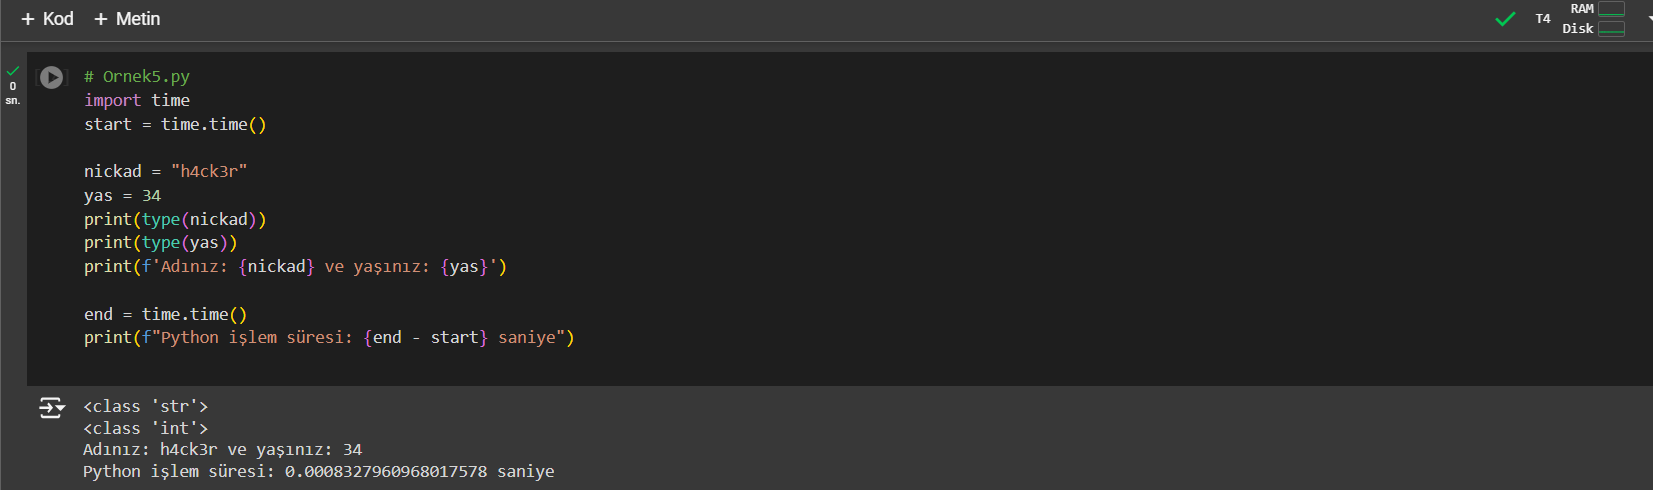 + Kod + Metin
T4
RAM
Disk
0
sn.
# Ornek5.py
import time
start = time.time()
nickad = "h4ck3r"
yas = 34
print(type(nickad))
print(type(yas))
print(f'Adınız: {nickad} ve yaşınız: {yas}')
end = time.time()
print(f"Python işlem süresi: {end - start} saniye")
<class 'str'>
<class 'int'>
Adınız: h4ck3r ve yaşınız: 34
Python işlem süresi: 0.0008327960968017578 saniye